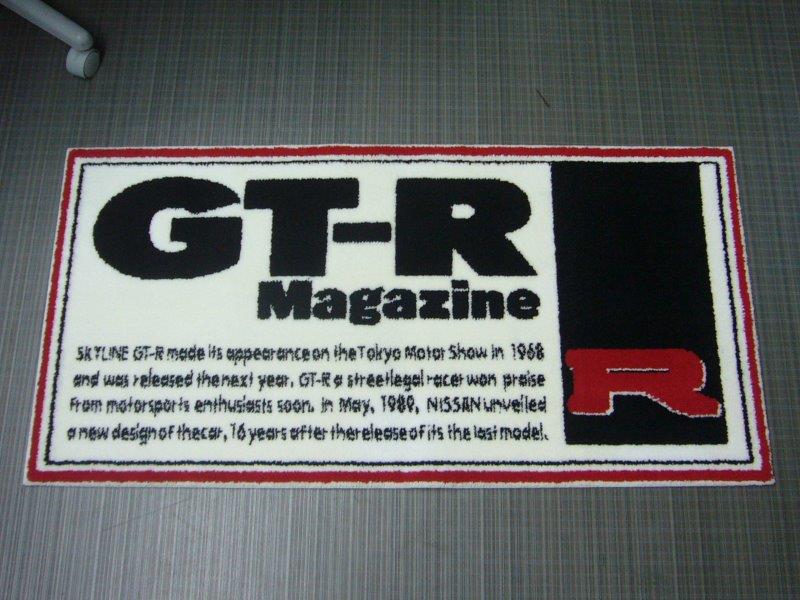 GT-R
Magazine
SKYLINE GT-R made its appearance on the Tokyo Motor Show in 1968
and was released the next year. GT-R a streetlegal racer won praise
from motorsports enthusiasts soon. in May, 1989, NISSAN unveiled
a new design of the car, 16 years after the release of its the last model.
R